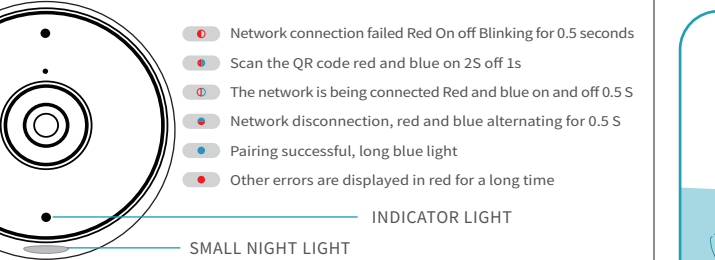 Network connection failed Red On off Blinking for 0.5 seconds
Scan the QR code red and blue on 2S off 1s
The network is being connected Red and blue on and off 0.5 S
Network disconnection, red and blue alternating for 0.5 S
Pairing successful, long blue light
Other errors are displayed in red for a long time
INDICATOR LIGHT
SMALL NIGHT LIGHT